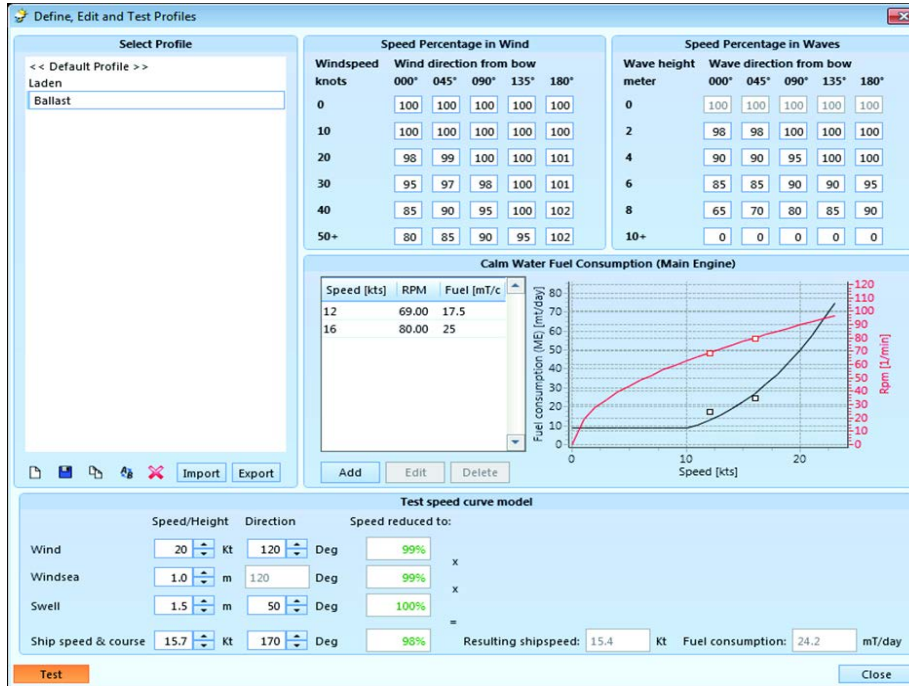 Define, Edit and Test Profiles
Select Profile
<< Default Profile >>
Laden
Ballast
Import Export
Speed Percentage in Wind
Windspeed Wind direction from bow
knots 000° 045° 090° 135° 180°
0 100 100 100 100 100
10 100 100 100 100 100
20 98 99 100 100 101
30 95 97 98 100 101
40 85 90 95 100 102
50+ 80 85 90 95 102
Speed Percentage in Waves
Wave height Wave direction from bow
meter 000° 045° 090° 135° 180°
0 100 100 100 100 100
2 98 98 100 100 100
4 90 90 95 100 100
6 85 85 90 90 95
8 65 70 80 85 90
10+ 0 0 0 0 0
Calm Water Fuel Consumption (Main Engine)
Speed [kts] RPM Fuel [mT/c
12 69.00 17.5
16 80.00 25
Add Edit Delete
Fuel consumption (ME) [mt/day]
80
70
60
50
40
30
20
10
0
0 10 20
Speed [kts]
120
110
100
90
80
70
60
50
40
30
20
10
0
Rpm [1/min]
Test speed curve model
Speed/Height Direction Speed reduced to:
Wind 20 Kt 120 Deg 99%
x
Windsea 1.0 m 120 Deg 99%
x
Swell 1.5 m 50 Deg 100%
=
Ship speed & course 15.7 Kt 170 Deg 98% Resulting shipspeed: 15.4 Kt Fuel consumption: 24.2 mT/day
Test Close